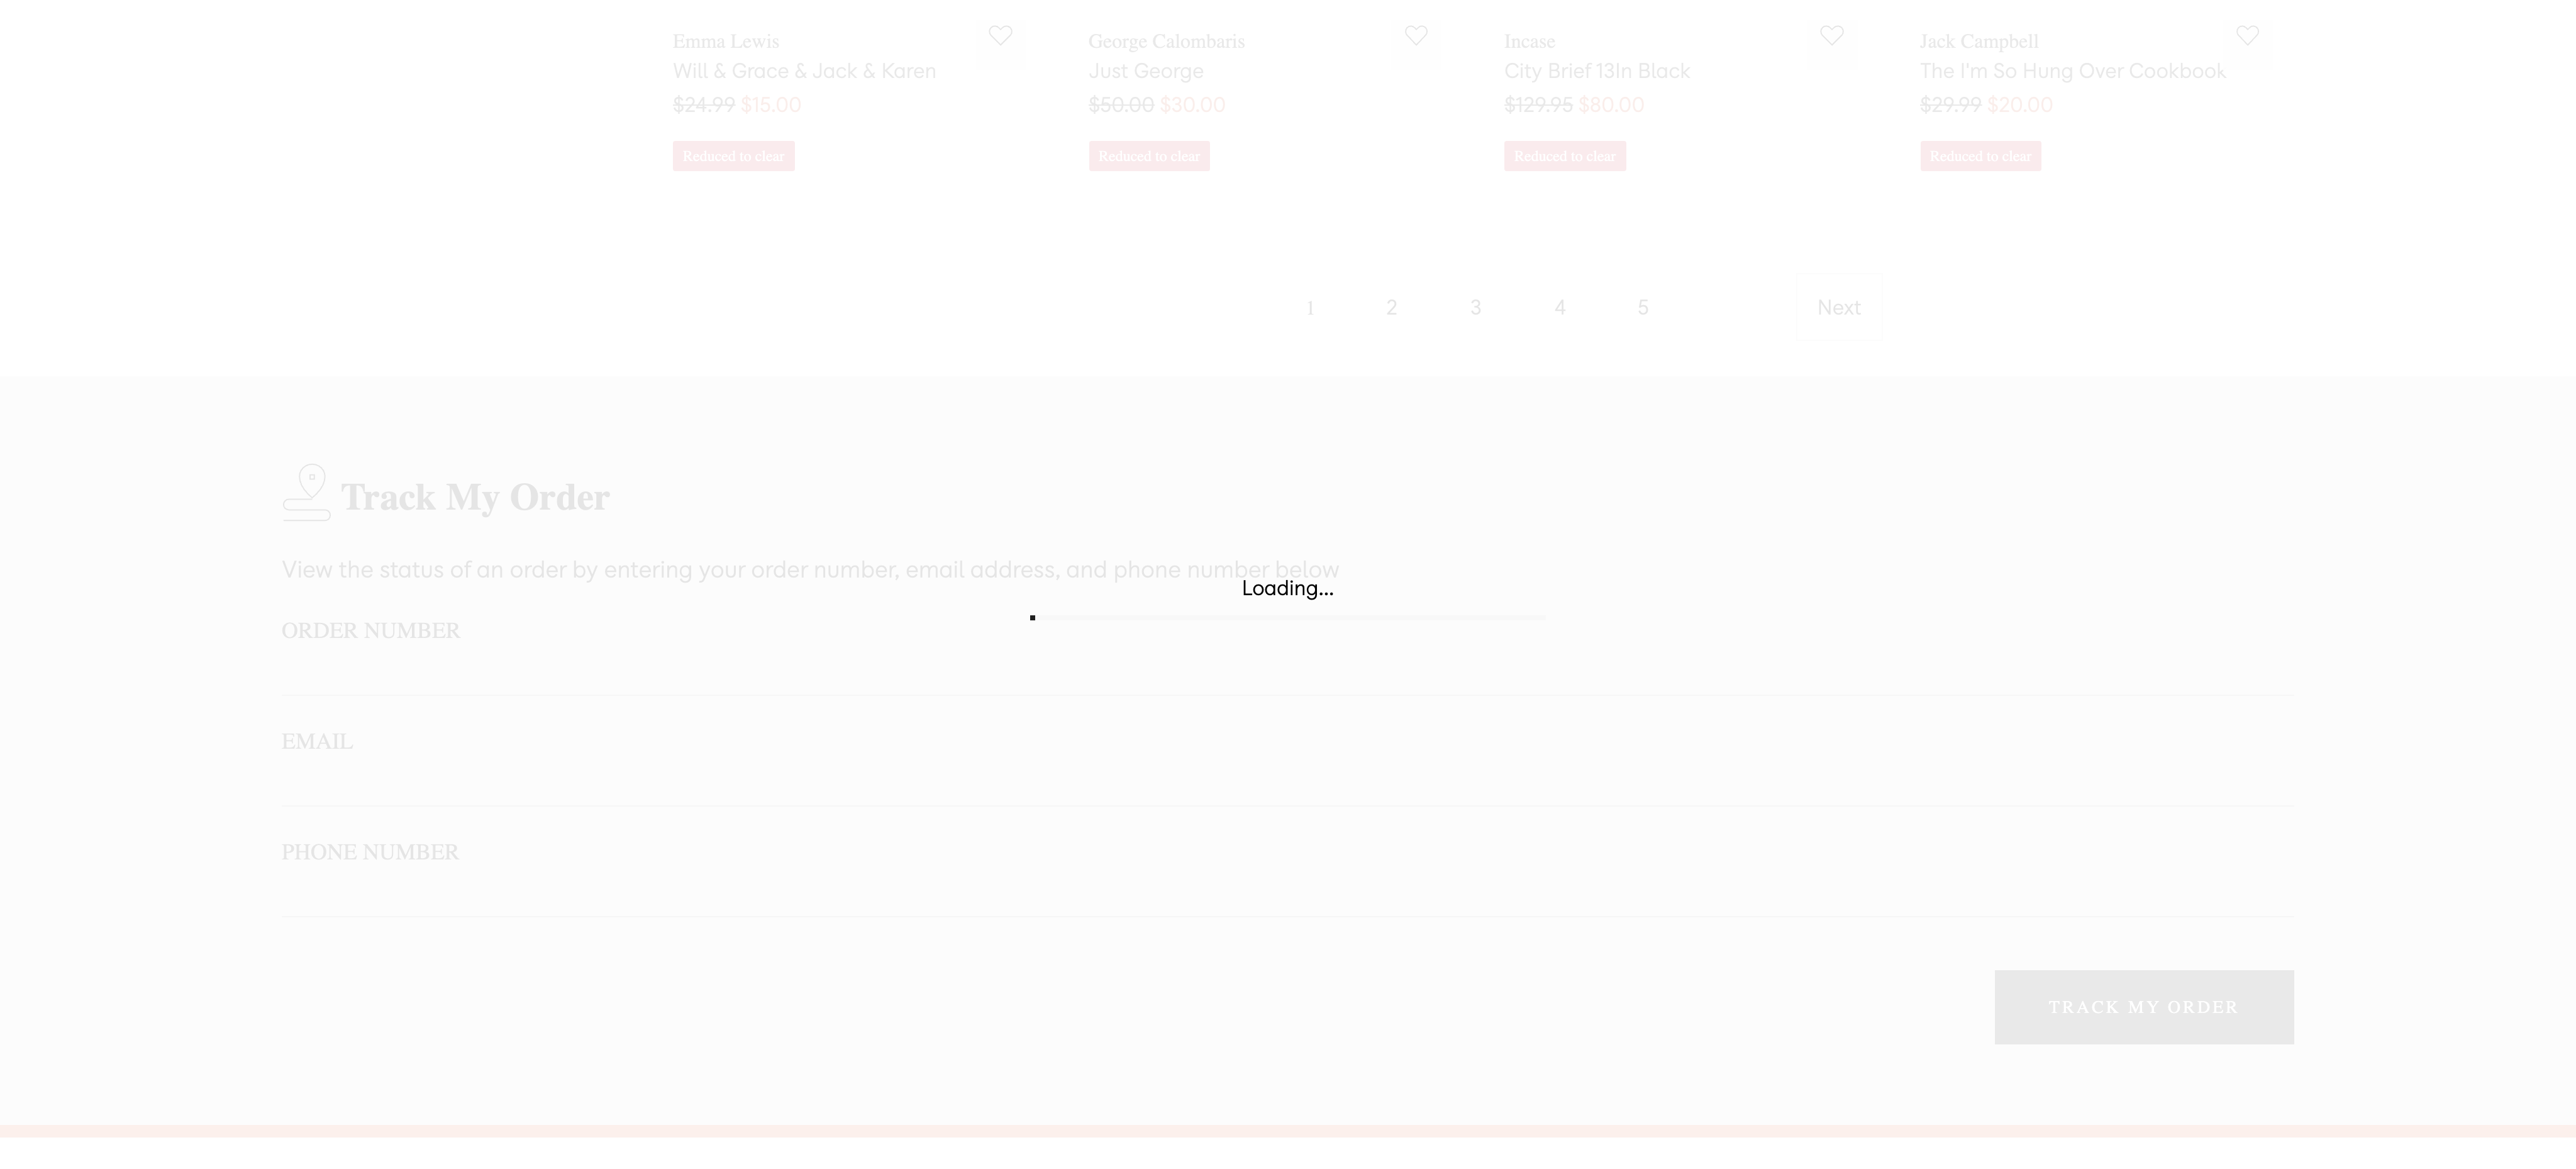 Emma Lewis
Will & Grace & Jack & Karen
$24.99 $15.00
Reduced to clear
George Calombaris
Just George
$50.00 $30.00
Reduced to clear
Incase
City Brief 13In Black
$129.95 $80.00
Reduced to clear
Jack Campbell
The I'm So Hung Over Cookbook
$29.99 $20.00
Reduced to clear
1 2 3 4 5 Next
Track My Order
View the status of an order by entering your order number, email address, and phone number below
Loading...
ORDER NUMBER
EMAIL
PHONE NUMBER
TRACK MY ORDER